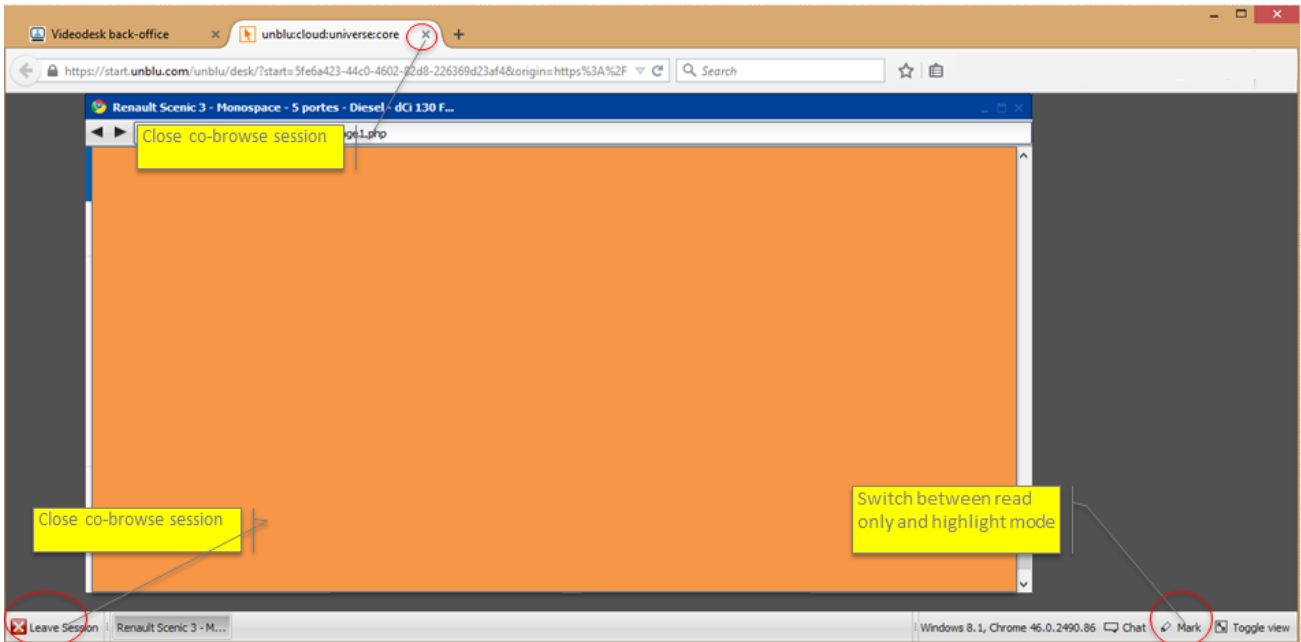 Videodesk back-office
unblu:cloud:universe:core
https://start.unblu.com/unblu/desk/?start=5fe6a423-44c0-4602-82d8-226369d23af4&origin=https%3A%2F
Search
Renault Scenic 3 - Monospace - 5 portes - Diesel - dCi 130 F...
Close co-browse session
Close co-browse session
Switch between read
only and highlight mode
Leave Session
Renault Scenic 3 - M...
Windows 8.1, Chrome 46.0.2490.86
Chat
Mark
Toggle view